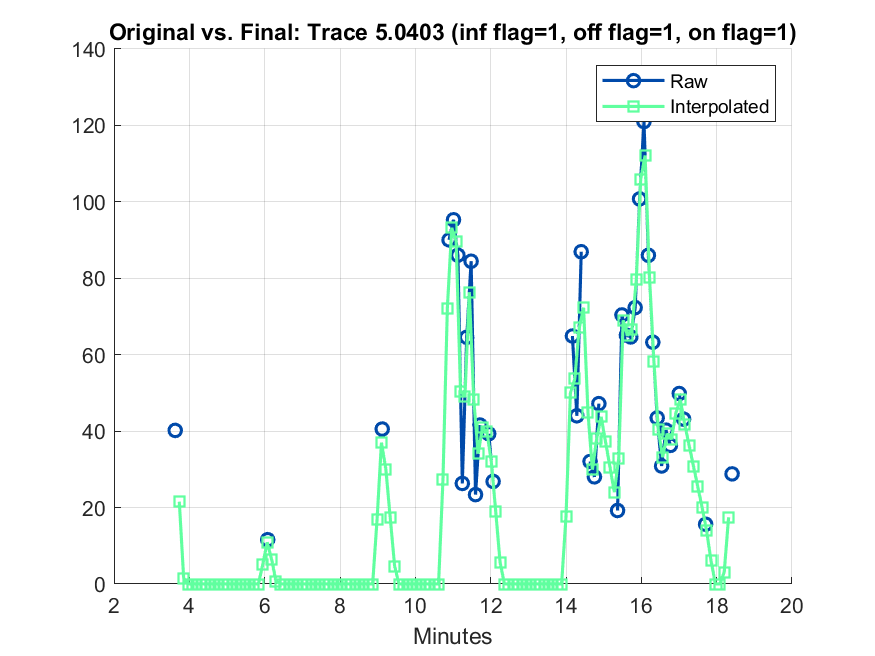 Original vs. Final: Trace 5.0403 (inf flag=1, off flag=1, on flag=1)
140
120
100
80
60
40
20
0
Raw
Interpolated
2 4 6 8 10 12 14 16 18 20
Minutes